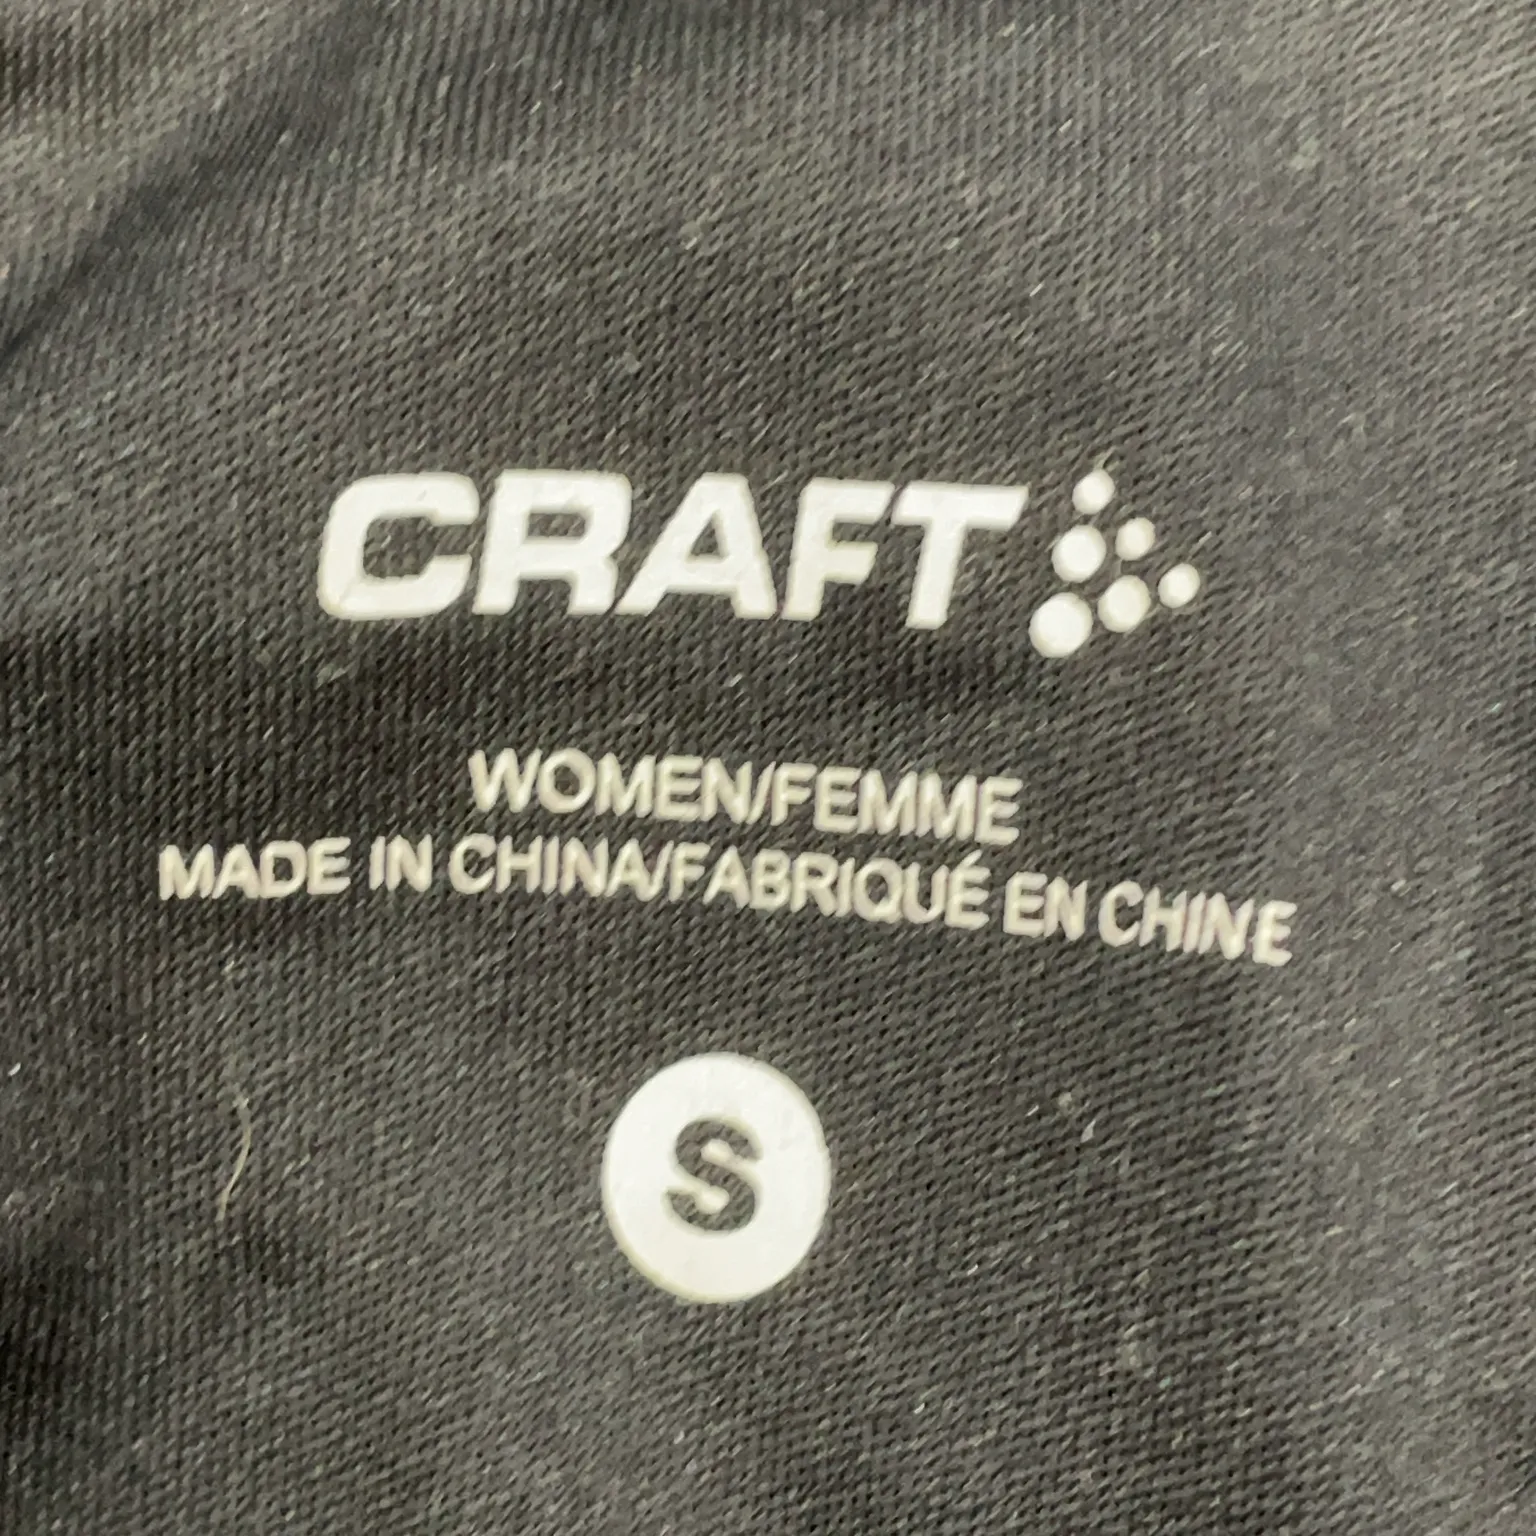 CRAFT
WOMEN/FEMME
MADE IN CHINA/FABRIQUÉ EN CHINE
S